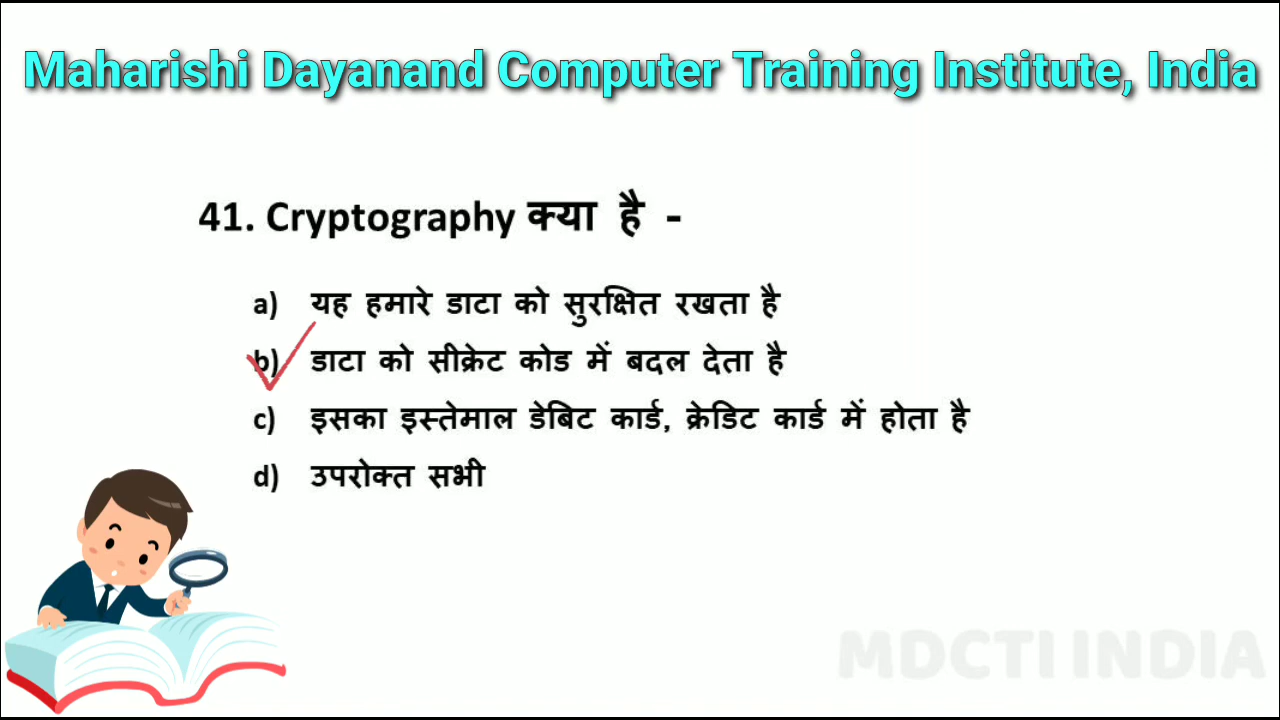 Maharishi Dayanand Computer Training Institute, India
41. Cryptography क्या है -
a) यह हमारे डाटा को सुरक्षित रखता है
b) डाटा को सीक्रेट कोड में बदल देता है
c) इसका इस्तेमाल डेबिट कार्ड, क्रेडिट कार्ड में होता है
d) उपरोक्त सभी
MDCTI INDIA